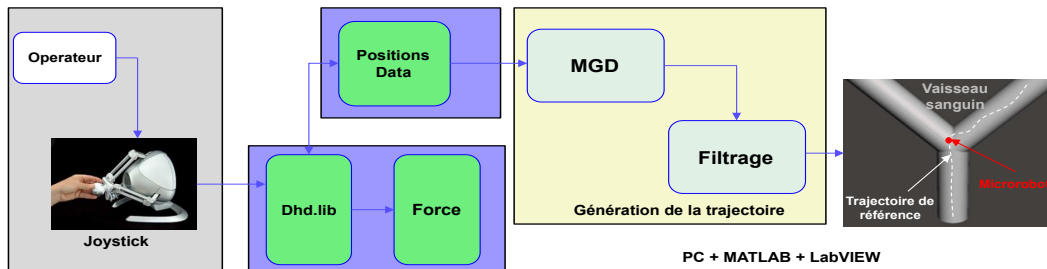 Operateur
Joystick
Positions
Data
Dhd.lib
Force
MGD
Filtrage
Génération de la trajectoire
Vaisseau
sanguin
Microrobot
Trajectoire de
référence
PC + MATLAB + LabVIEW